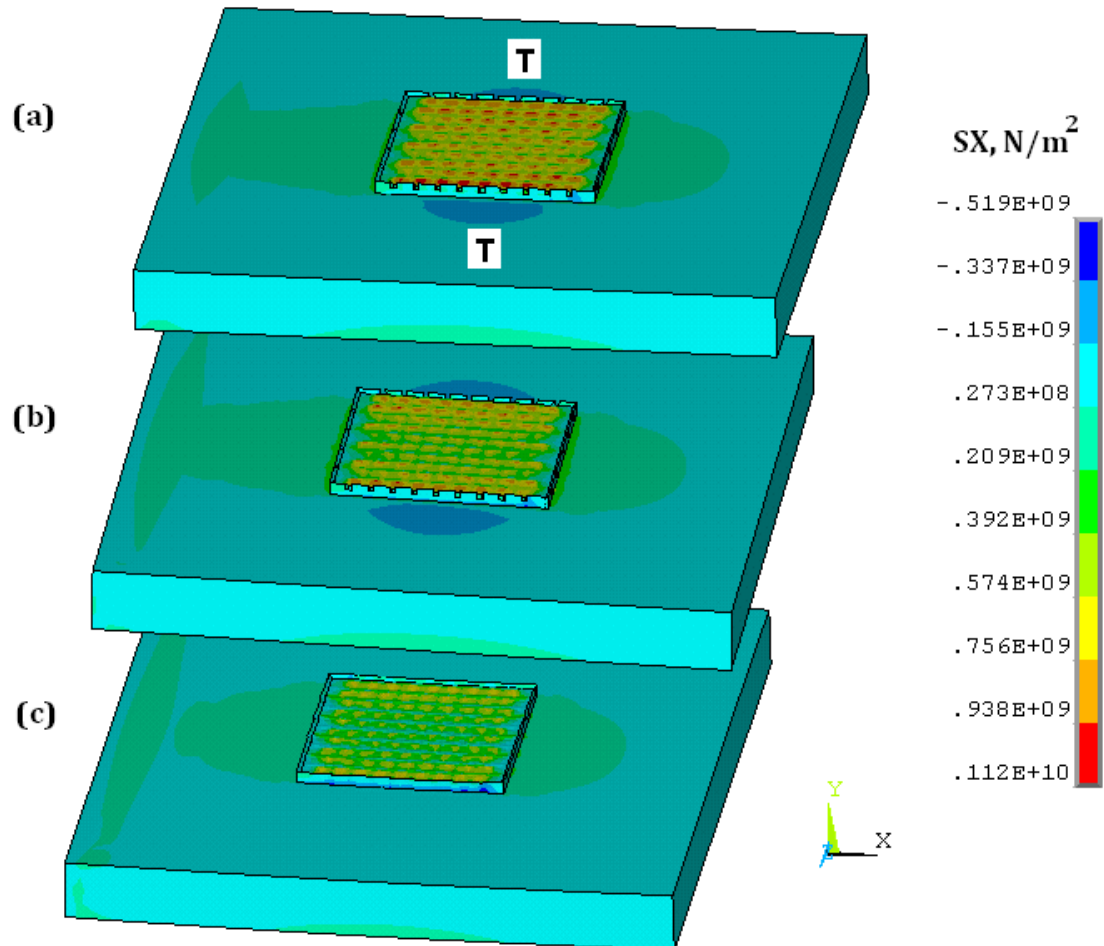 T
(a)
T
(b)
(c)
SX, N/m²
-.519E+09
-.337E+09
-.155E+09
.273E+08
.209E+09
.392E+09
.574E+09
.756E+09
.938E+09
.112E+10
Y
X
Z